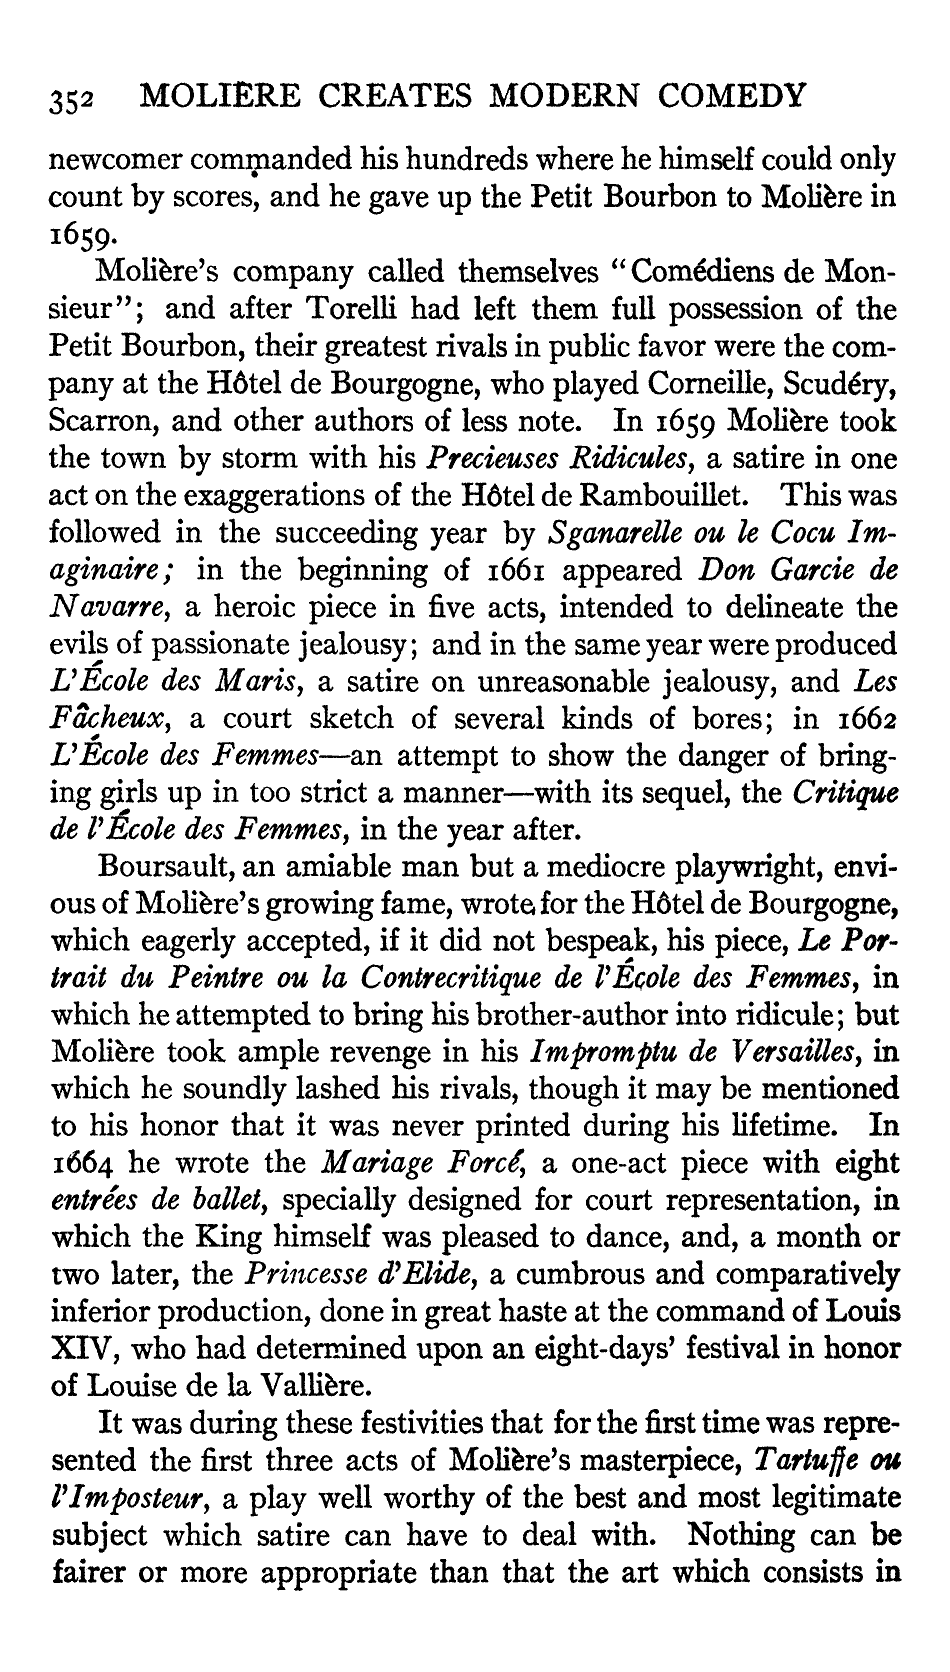 352 MOLIÈRE CREATES MODERN COMEDY
newcomer commanded his hundreds where he himself could only
count by scores, and he gave up the Petit Bourbon to Molière in
1659.
Molière's company called themselves "Comédiens de Mon-
sieur"; and after Torelli had left them full possession of the
Petit Bourbon, their greatest rivals in public favor were the com-
pany at the Hôtel de Bourgogne, who played Corneille, Scudéry,
Scarron, and other authors of less note. In 1659 Molière took
the town by storm with his Precieuses Ridicules, a satire in one
act on the exaggerations of the Hôtel de Rambouillet. This was
followed in the succeeding year by Sganarelle ou le Cocu Im-
aginaire; in the beginning of 1661 appeared Don Garcie de
Navarre, a heroic piece in five acts, intended to delineate the
evils of passionate jealousy; and in the same year were produced
L'École des Maris, a satire on unreasonable jealousy, and Les
Fâcheux, a court sketch of several kinds of bores; in 1662
L'École des Femmes—an attempt to show the danger of bring-
ing girls up in too strict a manner—with its sequel, the Critique
de l'École des Femmes, in the year after.
Boursault, an amiable man but a mediocre playwright, envi-
ous of Molière's growing fame, wrote for the Hôtel de Bourgogne,
which eagerly accepted, if it did not bespeak, his piece, Le Por-
trait du Peintre ou la Contrecritique de l'École des Femmes, in
which he attempted to bring his brother-author into ridicule; but
Molière took ample revenge in his Impromptu de Versailles, in
which he soundly lashed his rivals, though it may be mentioned
to his honor that it was never printed during his lifetime. In
1664 he wrote the Mariage Forcé, a one-act piece with eight
entrées de ballet, specially designed for court representation, in
which the King himself was pleased to dance, and, a month or
two later, the Princesse d'Elide, a cumbrous and comparatively
inferior production, done in great haste at the command of Louis
XIV, who had determined upon an eight-days' festival in honor
of Louise de la Vallière.
It was during these festivities that for the first time was repre-
sented the first three acts of Molière's masterpiece, Tartuffe ou
l'Imposteur, a play well worthy of the best and most legitimate
subject which satire can have to deal with. Nothing can be
fairer or more appropriate than that the art which consists in